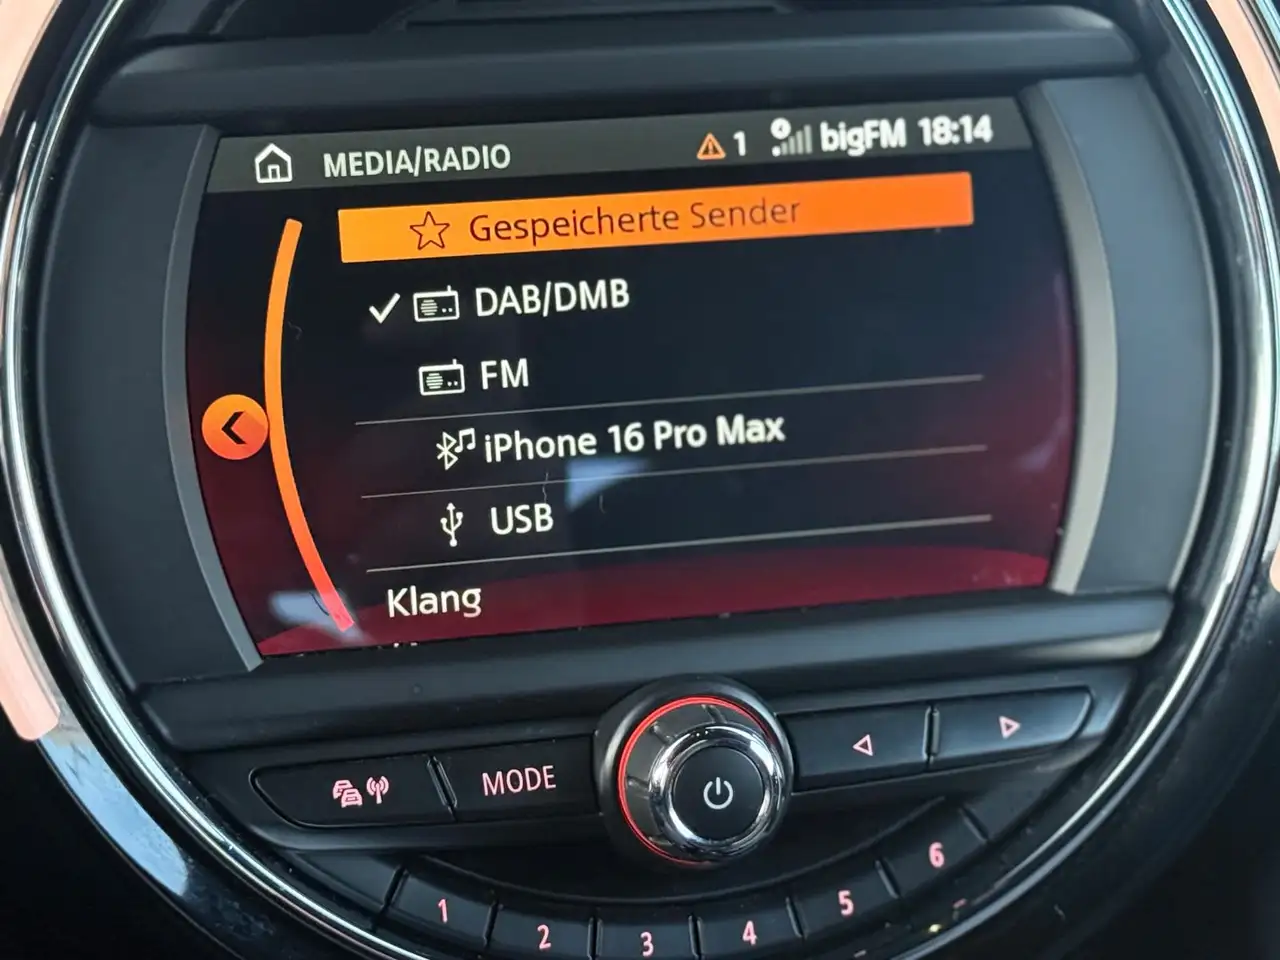 MEDIA/RADIO 1 bigFM 18:14
Gespeicherte Sender
DAB/DMB
FM
iPhone 16 Pro Max
USB
Klang
MODE
1 2 3 4 5 6